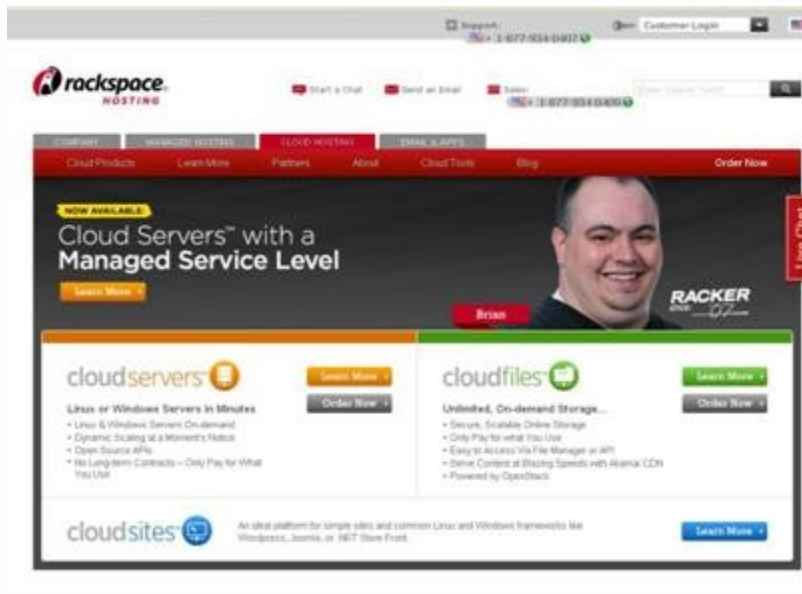 Support:
1-877-934-0407
Customer Login
rackspace
HOSTING
Start a Chat
Send an Email
Sales:
1-877-934-0409
COMPANY
MANAGED HOSTING
CLOUD HOSTING
EMAIL & APPS
Cloud Products
Learn More
Partners
About
Cloud Tools
Blog
Order Now
NOW AVAILABLE:
Cloud Servers™ with a
Managed Service Level
Learn More
Brian
RACKER
Live Chat
cloudservers™
Learn More
Order Now
Linux or Windows Servers in Minutes
• Linux & Windows Servers On-demand
• Dynamic Scaling at a Moment's Notice
• Open Source APIs
• No Long-term Contracts – Only Pay for What
You Use
cloudfiles™
Learn More
Order Now
Unlimited, On-demand Storage...
• Secure, Scalable Online Storage
• Only Pay for what You Use
• Easy to Access Via File Manager or API
• Serve Content at Blazing Speeds with Akamai CDN
• Powered by OpenStack
cloudsites™
An ideal platform for simple sites and common Linux and Windows frameworks like
Wordpress, Joomla, or .NET Store Front.
Learn More